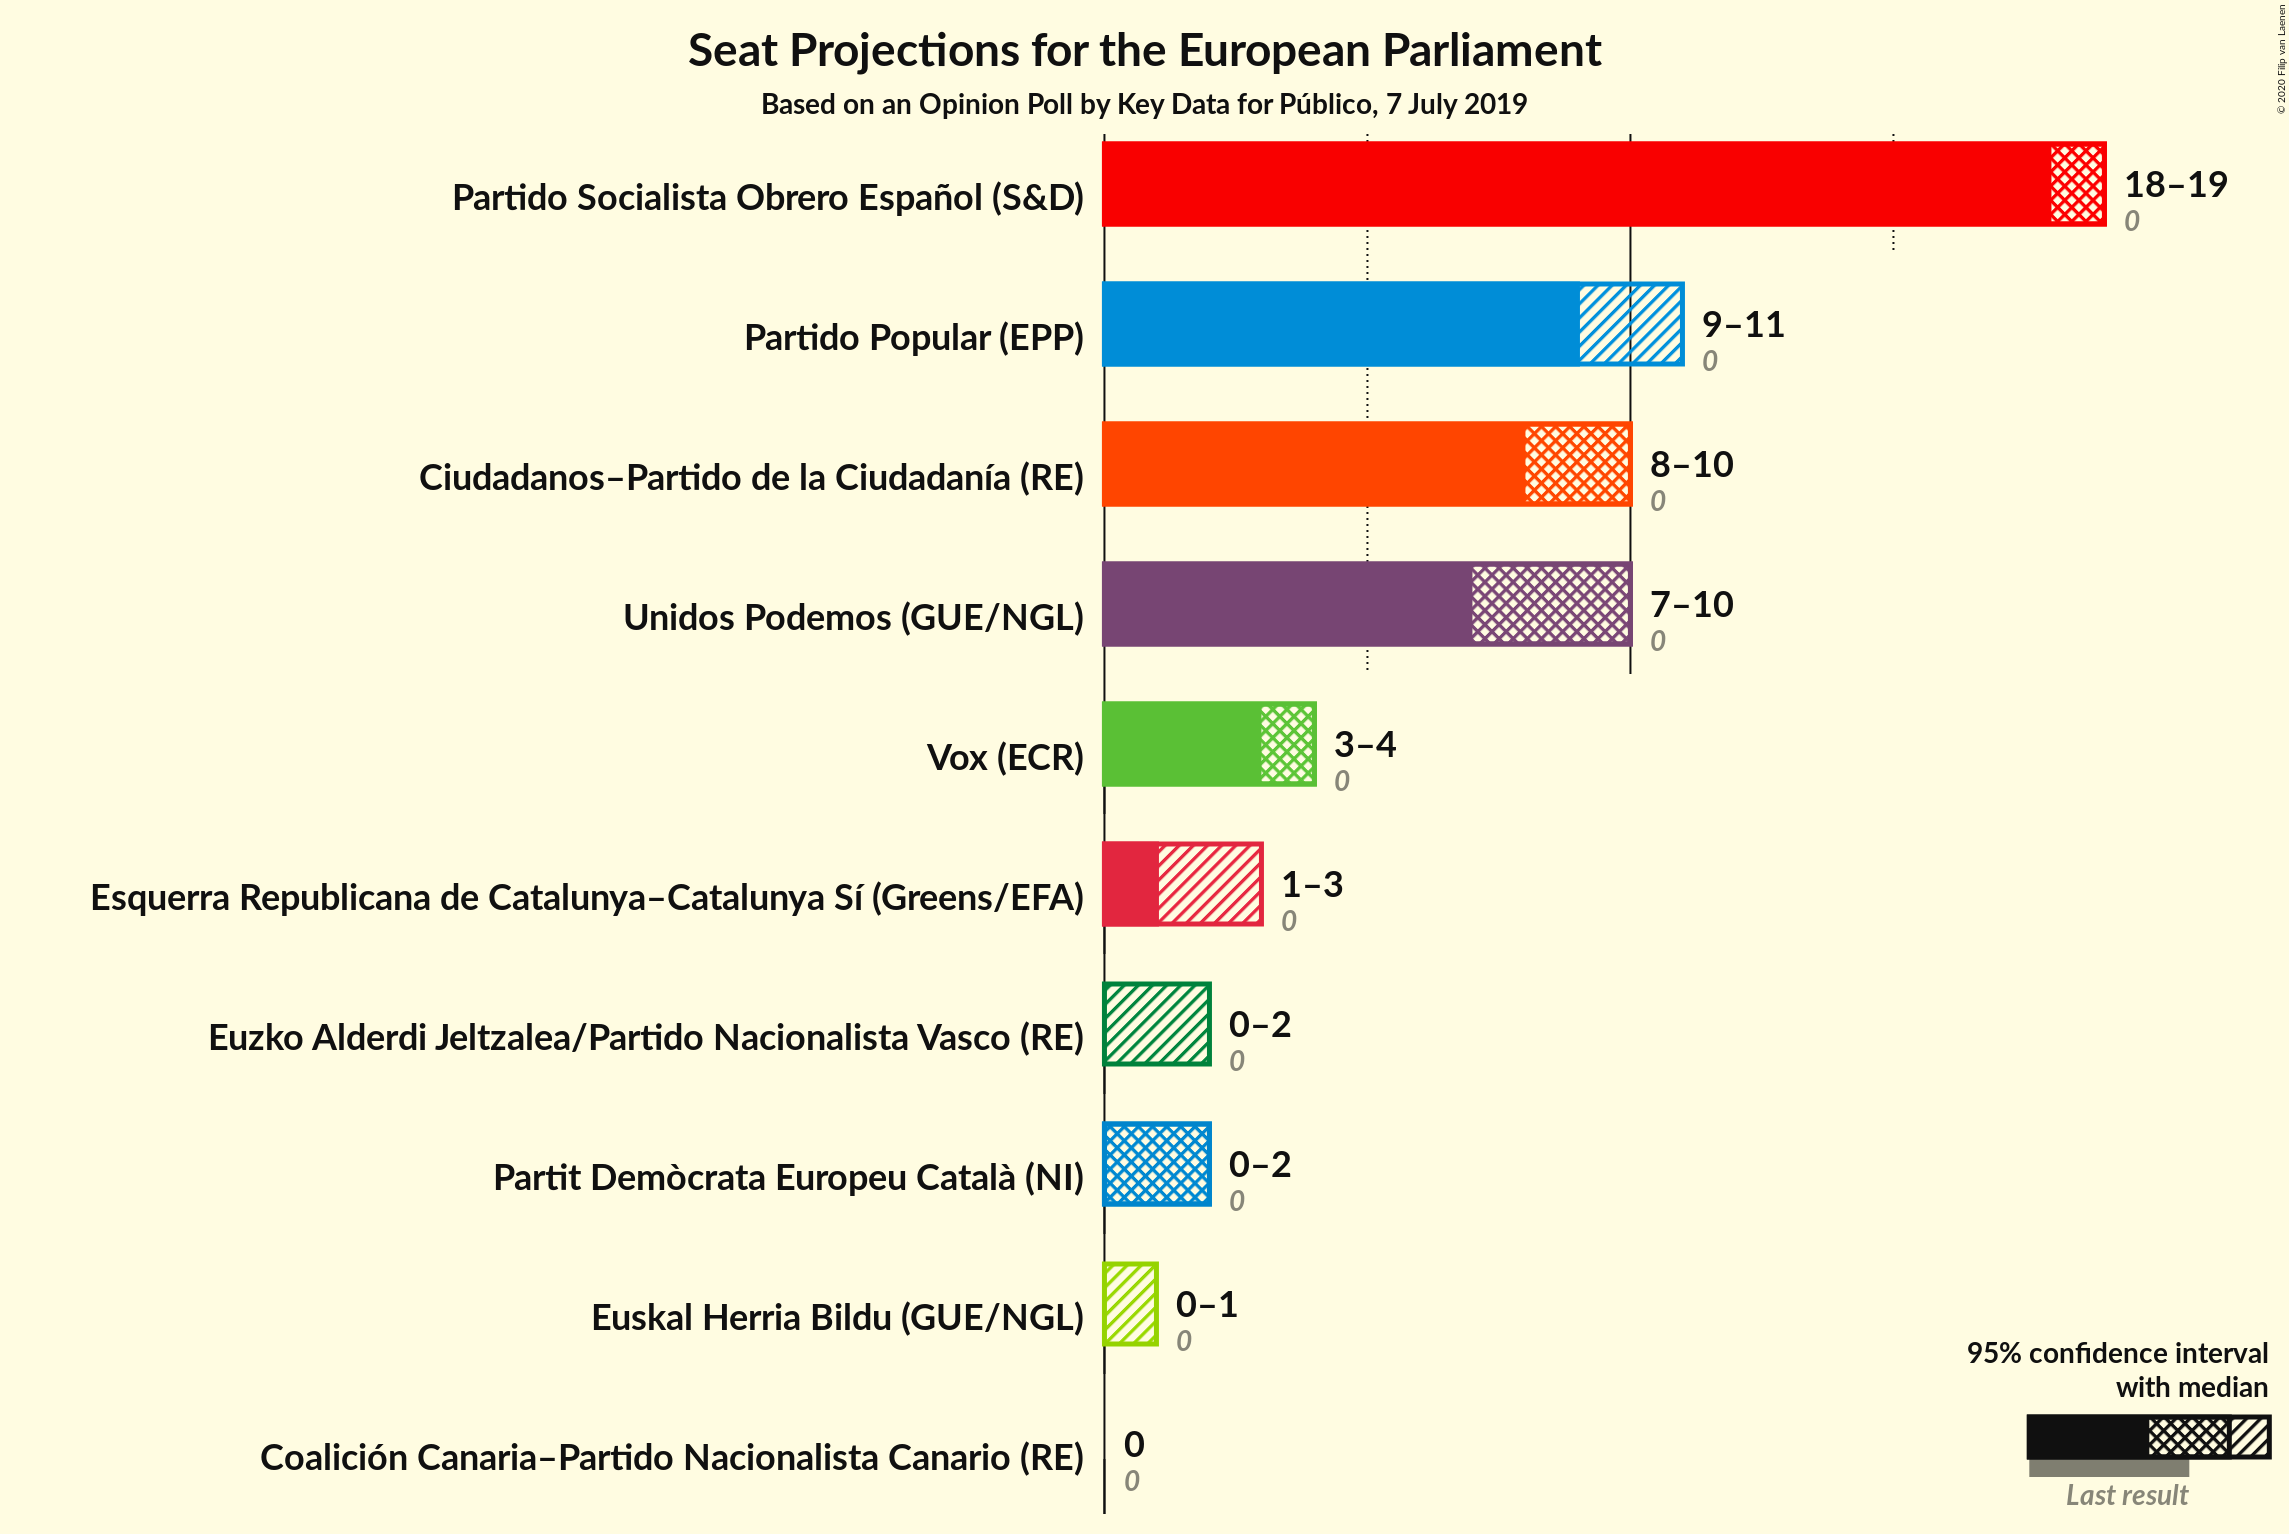 Seat Projections for the European Parliament
Based on an Opinion Poll by Key Data for Público, 7 July 2019
© 2020 Filip van Laenen
Partido Socialista Obrero Español (S&D)
18–19
0
Partido Popular (EPP)
9–11
0
Ciudadanos–Partido de la Ciudadanía (RE)
8–10
0
Unidos Podemos (GUE/NGL)
7–10
0
Vox (ECR)
3–4
0
Esquerra Republicana de Catalunya–Catalunya Sí (Greens/EFA)
1–3
0
Euzko Alderdi Jeltzalea/Partido Nacionalista Vasco (RE)
0–2
0
Partit Demòcrata Europeu Català (NI)
0–2
0
Euskal Herria Bildu (GUE/NGL)
0–1
0
Coalición Canaria–Partido Nacionalista Canario (RE)
0
0
95% confidence interval
with median
Last result